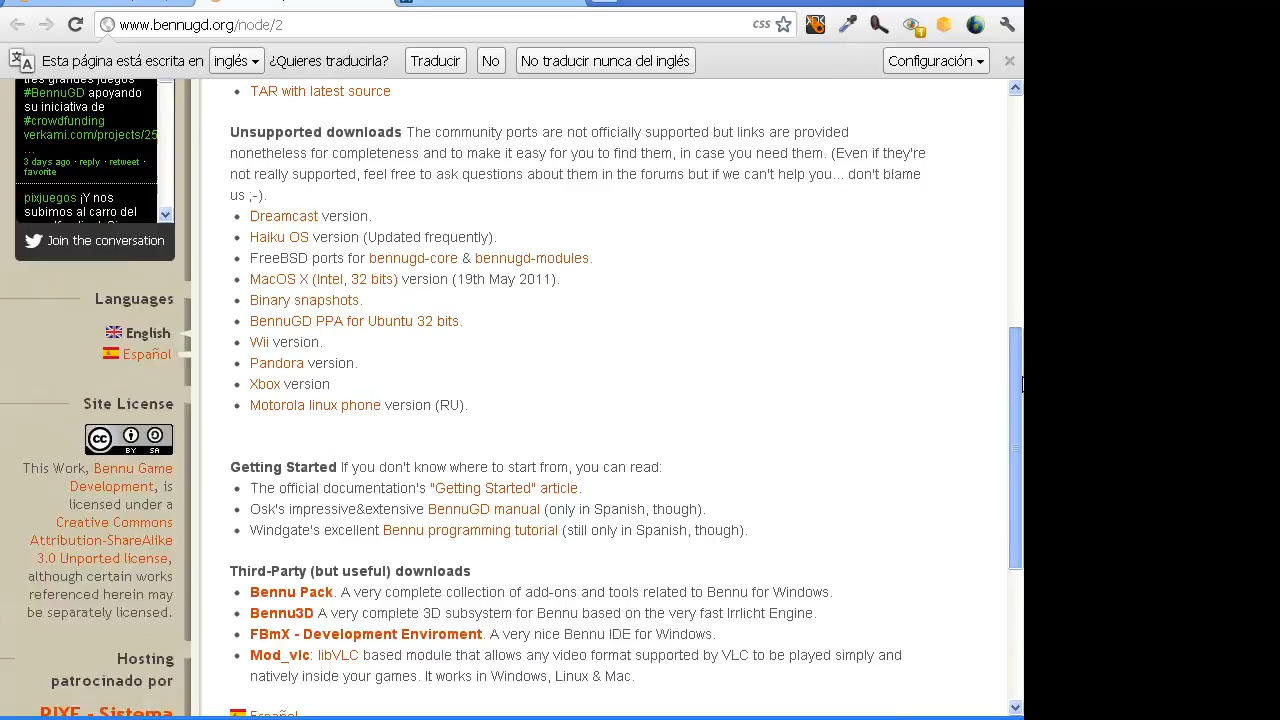 www.bennugd.org/node/2
css
Esta página está escrita en inglés ¿Quieres traducirla? Traducir No No traducir nunca del inglés Configuración
tres grandes juegos
#BennuGD apoyando
su iniciativa de
#crowdfunding
verkami.com/projects/25
...
3 days ago · reply · retweet ·
favorite
pixjuegos ¡Y nos
subimos al carro del
Join the conversation
Languages
English
Español
Site License
cc BY SA
This Work, Bennu Game
Development, is
licensed under a
Creative Commons
Attribution-ShareAlike
3.0 Unported license,
although certain works
referenced herein may
be separately licensed.
Hosting
patrocinado por
PIXE - Sistema
TAR with latest source
Unsupported downloads The community ports are not officially supported but links are provided
nonetheless for completeness and to make it easy for you to find them, in case you need them. (Even if they're
not really supported, feel free to ask questions about them in the forums but if we can't help you... don't blame
us ;-).
Dreamcast version.
Haiku OS version (Updated frequently).
FreeBSD ports for bennugd-core & bennugd-modules.
MacOS X (Intel, 32 bits) version (19th May 2011).
Binary snapshots.
BennuGD PPA for Ubuntu 32 bits.
Wii version.
Pandora version.
Xbox version
Motorola linux phone version (RU).
Getting Started If you don't know where to start from, you can read:
The official documentation's "Getting Started" article.
Osk's impressive&extensive BennuGD manual (only in Spanish, though).
Windgate's excellent Bennu programming tutorial (still only in Spanish, though).
Third-Party (but useful) downloads
Bennu Pack. A very complete collection of add-ons and tools related to Bennu for Windows.
Bennu3D A very complete 3D subsystem for Bennu based on the very fast Irrlicht Engine.
FBmX - Development Enviroment. A very nice Bennu IDE for Windows.
Mod_vlc: libVLC based module that allows any video format supported by VLC to be played simply and
natively inside your games. It works in Windows, Linux & Mac.
Español